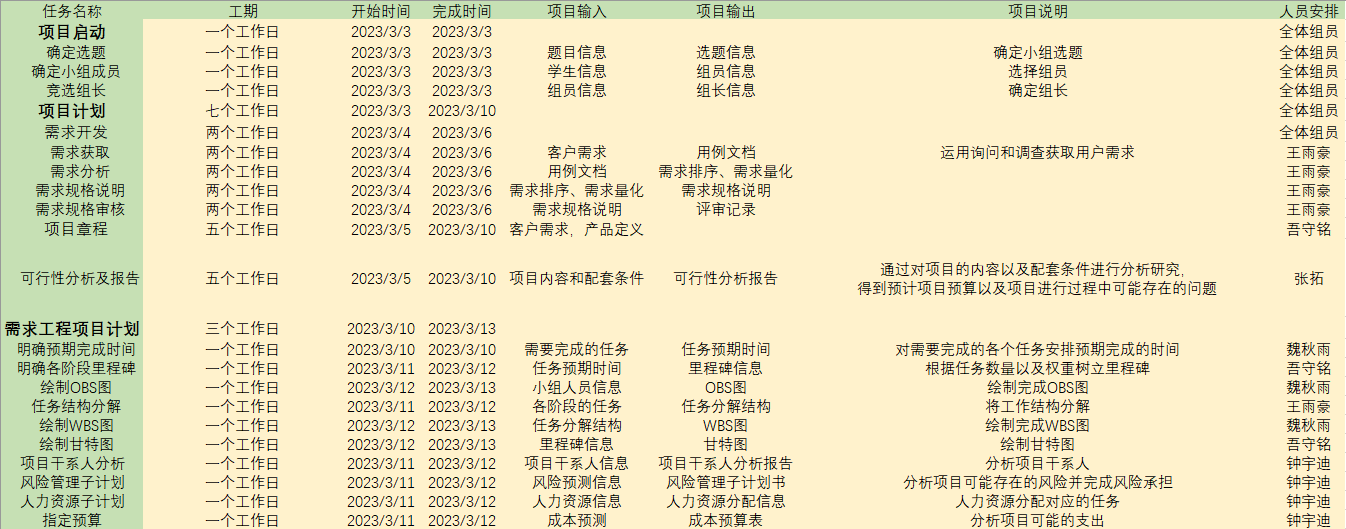 任务名称 工期 开始时间 完成时间 项目输入 项目输出 项目说明 人员安排
项目启动 一个工作日 2023/3/3 2023/3/3 全体组员
确定选题 一个工作日 2023/3/3 2023/3/3 题目信息 选题信息 确定小组选题 全体组员
确定小组成员 一个工作日 2023/3/3 2023/3/3 学生信息 组员信息 选择组员 全体组员
竞选组长 一个工作日 2023/3/3 2023/3/3 组员信息 组长信息 确定组长 全体组员
项目计划 七个工作日 2023/3/3 2023/3/10 全体组员
需求开发 两个工作日 2023/3/4 2023/3/6 全体组员
需求获取 两个工作日 2023/3/4 2023/3/6 客户需求 用例文档 运用询问和调查获取用户需求 王雨豪
需求分析 两个工作日 2023/3/4 2023/3/6 用例文档 需求排序、需求量化 王雨豪
需求规格说明 两个工作日 2023/3/4 2023/3/6 需求排序、需求量化 需求规格说明 王雨豪
需求规格审核 两个工作日 2023/3/4 2023/3/6 需求规格说明 评审记录 王雨豪
项目章程 五个工作日 2023/3/5 2023/3/10 客户需求，产品定义 吾守铭
可行性分析及报告 五个工作日 2023/3/5 2023/3/10 项目内容和配套条件 可行性分析报告 通过对项目的内容以及配套条件进行分析研究，
得到预计项目预算以及项目进行过程中可能存在的问题 张拓
需求工程项目计划 三个工作日 2023/3/10 2023/3/13
明确预期完成时间 一个工作日 2023/3/10 2023/3/10 需要完成的任务 任务预期时间 对需要完成的各个任务安排预期完成的时间 魏秋雨
明确各阶段里程碑 一个工作日 2023/3/11 2023/3/12 任务预期时间 里程碑信息 根据任务数量以及权重树立里程碑 吾守铭
绘制OBS图 一个工作日 2023/3/12 2023/3/13 小组人员信息 OBS图 绘制完成OBS图 魏秋雨
任务结构分解 一个工作日 2023/3/11 2023/3/12 各阶段的任务 任务分解结构 将工作结构分解 王雨豪
绘制WBS图 一个工作日 2023/3/12 2023/3/13 任务分解结构 WBS图 绘制完成WBS图 魏秋雨
绘制甘特图 一个工作日 2023/3/12 2023/3/13 里程碑信息 甘特图 绘制甘特图 吾守铭
项目干系人分析 一个工作日 2023/3/11 2023/3/12 项目干系人信息 项目干系人分析报告 分析项目干系人 钟宇迪
风险管理子计划 一个工作日 2023/3/11 2023/3/12 风险预测信息 风险管理子计划书 分析项目可能存在的风险并完成风险承担 钟宇迪
人力资源子计划 一个工作日 2023/3/11 2023/3/12 人力资源信息 人力资源分配信息 人力资源分配对应的任务 钟宇迪
指定预算 一个工作日 2023/3/11 2023/3/12 成本预测 成本预算表 分析项目可能的支出 钟宇迪